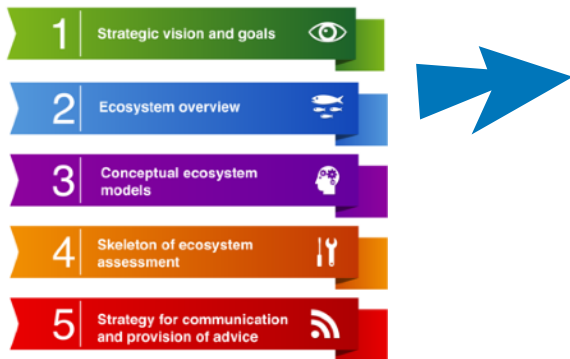 1 Strategic vision and goals
2 Ecosystem overview
3 Conceptual ecosystem
models
4 Skeleton of ecosystem
assessment
5 Strategy for communication
and provision of advice